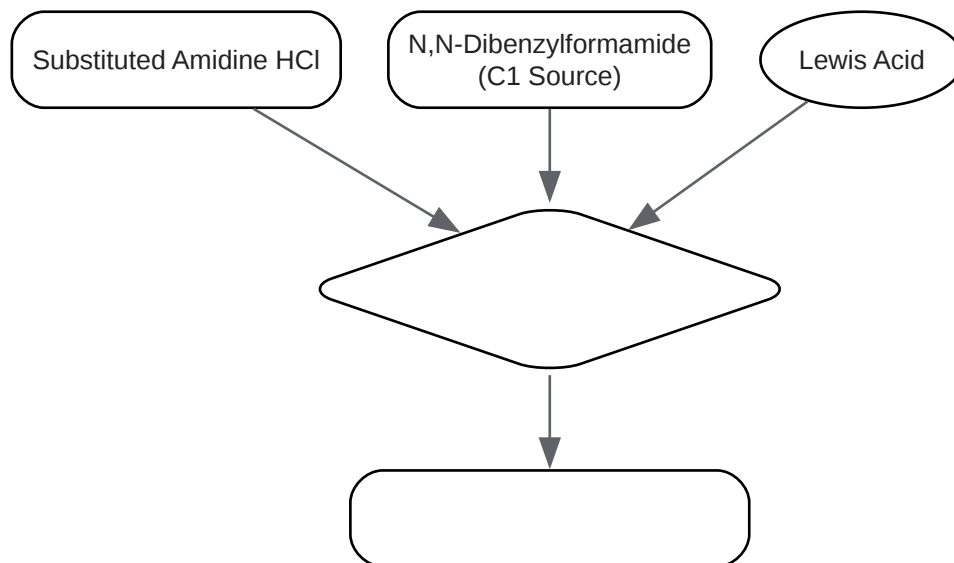 Substituted Amidine HCl
N,N-Dibenzylformamide
(C1 Source)
Lewis Acid